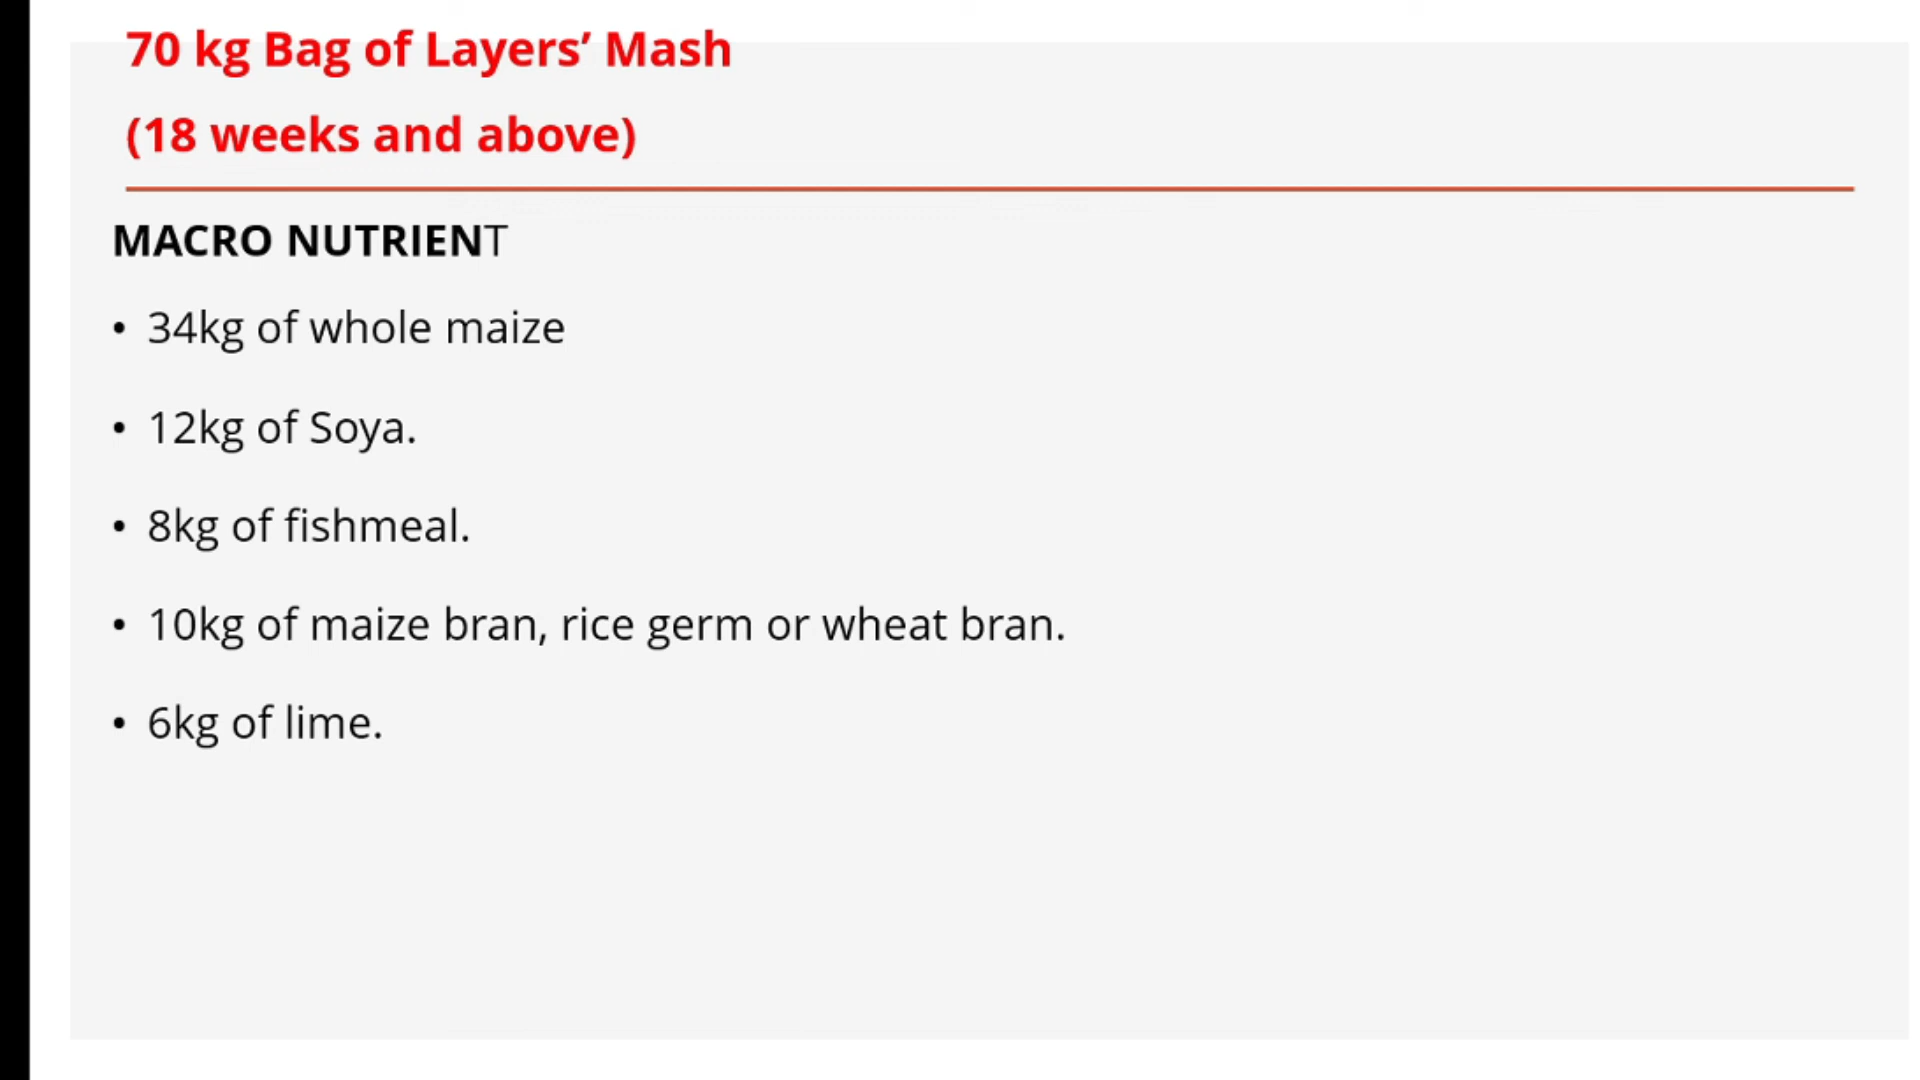 70 kg Bag of Layers’ Mash
(18 weeks and above)
MACRO NUTRIENT
• 34kg of whole maize
• 12kg of Soya.
• 8kg of fishmeal.
• 10kg of maize bran, rice germ or wheat bran.
• 6kg of lime.